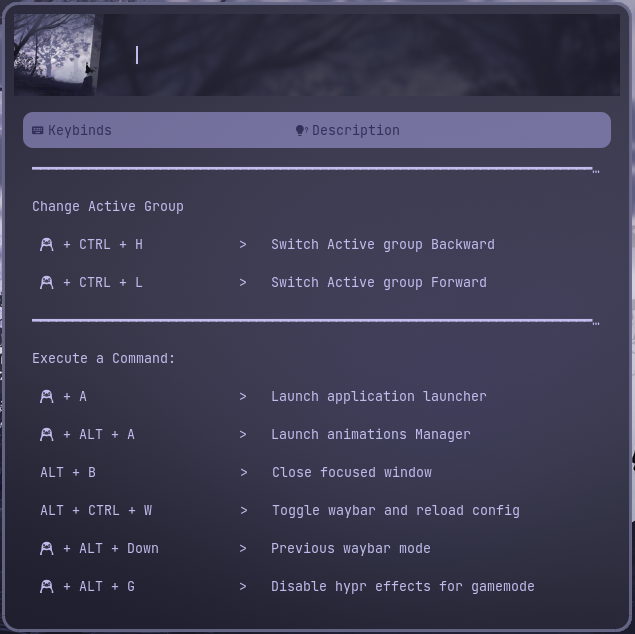 Keybinds Description
Change Active Group
+ CTRL + H > Switch Active group Backward
+ CTRL + L > Switch Active group Forward
Execute a Command:
+ A > Launch application launcher
+ ALT + A > Launch animations Manager
ALT + B > Close focused window
ALT + CTRL + W > Toggle waybar and reload config
+ ALT + Down > Previous waybar mode
+ ALT + G > Disable hypr effects for gamemode